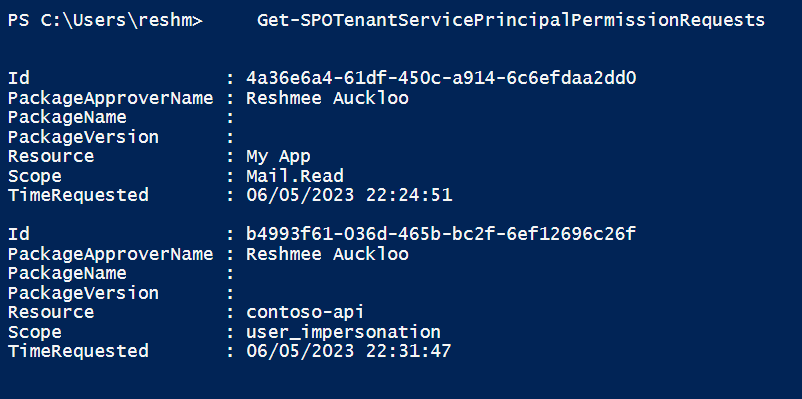 PS C:\Users\reshm>     Get-SPOTenantServicePrincipalPermissionRequests
Id                  : 4a36e6a4-61df-450c-a914-6c6efdaa2dd0
PackageApproverName : Reshmee Auckloo
PackageName         :
PackageVersion      :
Resource            : My App
Scope               : Mail.Read
TimeRequested       : 06/05/2023 22:24:51
Id                  : b4993f61-036d-465b-bc2f-6ef12696c26f
PackageApproverName : Reshmee Auckloo
PackageName         :
PackageVersion      :
Resource            : contoso-api
Scope               : user_impersonation
TimeRequested       : 06/05/2023 22:31:47